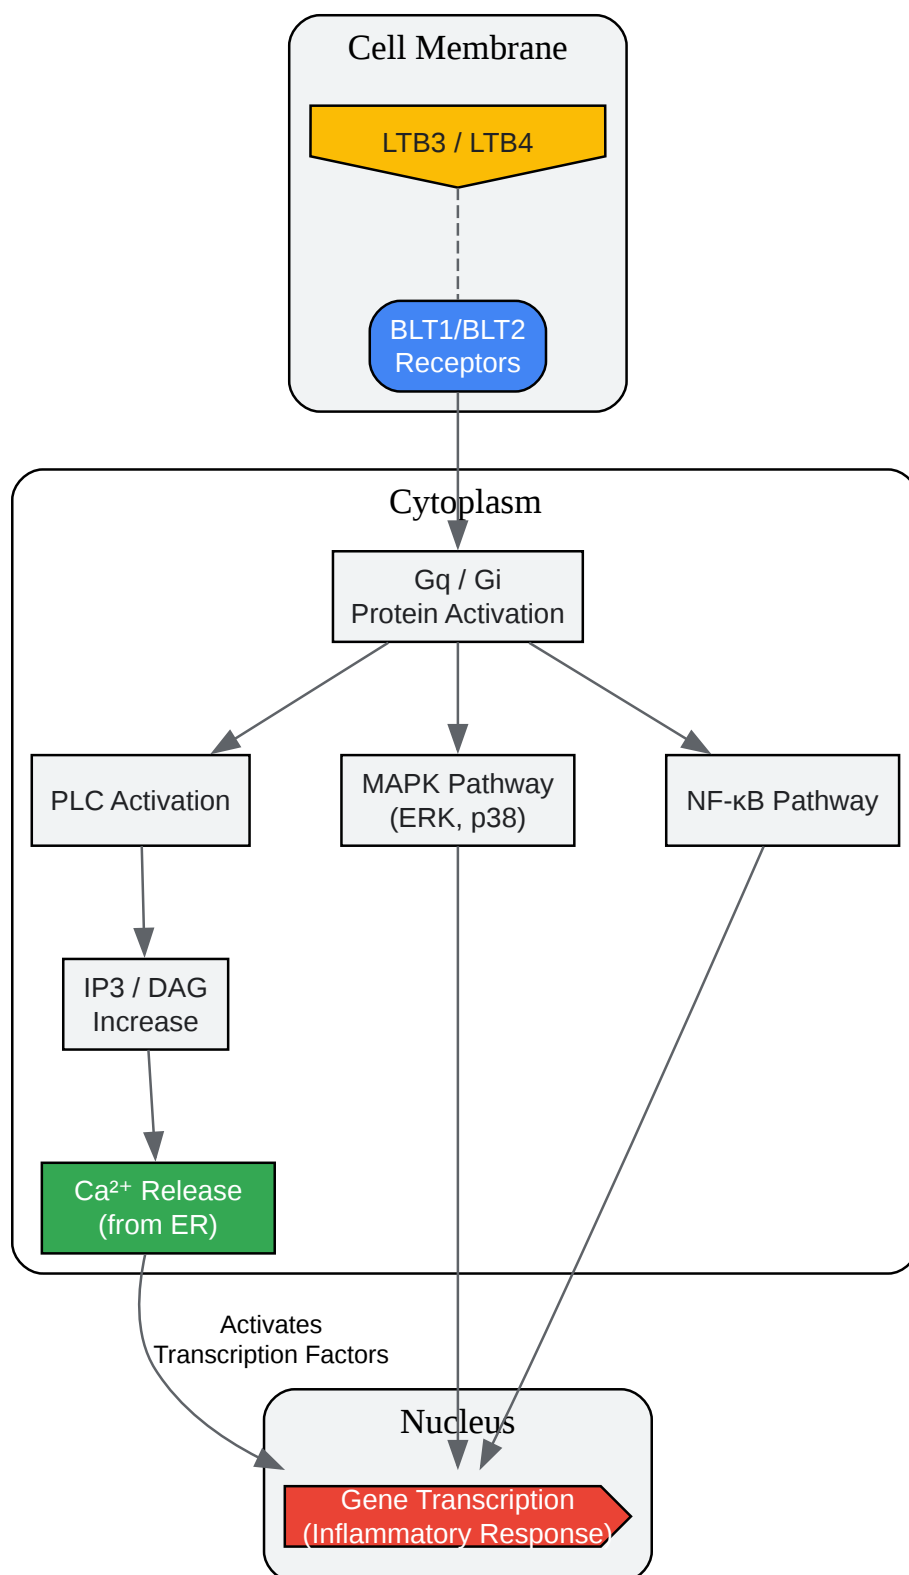 Cell Membrane
LTB3 / LTB4
BLT1/BLT2
Receptors
Cytoplasm
Gq / Gi
Protein Activation
PLC Activation
MAPK Pathway
(ERK, p38)
NF-κB Pathway
IP3 / DAG
Increase
Ca²⁺ Release
(from ER)
Activates
Transcription Factors
Nucleus
Gene Transcription
(Inflammatory Response)